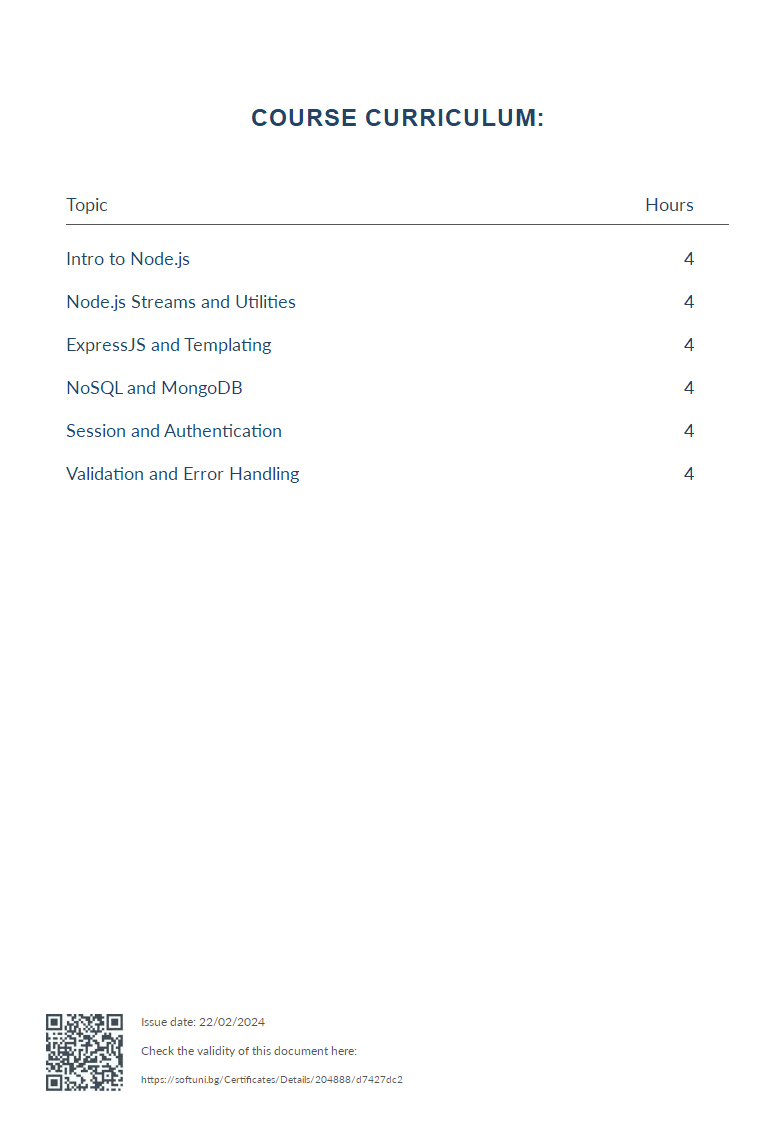 COURSE CURRICULUM:
Topic Hours
Intro to Node.js 4
Node.js Streams and Utilities 4
ExpressJS and Templating 4
NoSQL and MongoDB 4
Session and Authentication 4
Validation and Error Handling 4
Issue date: 22/02/2024
Check the validity of this document here:
https://softuni.bg/Certificates/Details/204888/d7427dc2